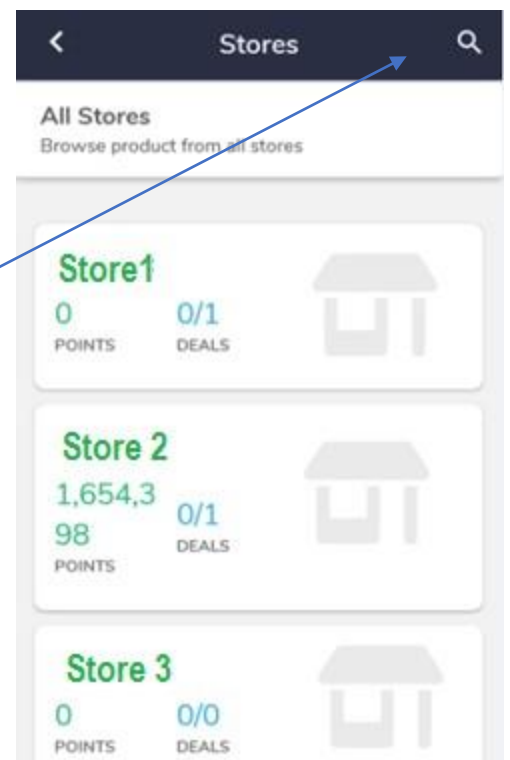 Stores
All Stores
Browse product from all stores
Store1
0 0/1
POINTS DEALS
Store 2
1,654,3
98
0/1
POINTS
DEALS
Store 3
0 0/0
POINTS DEALS